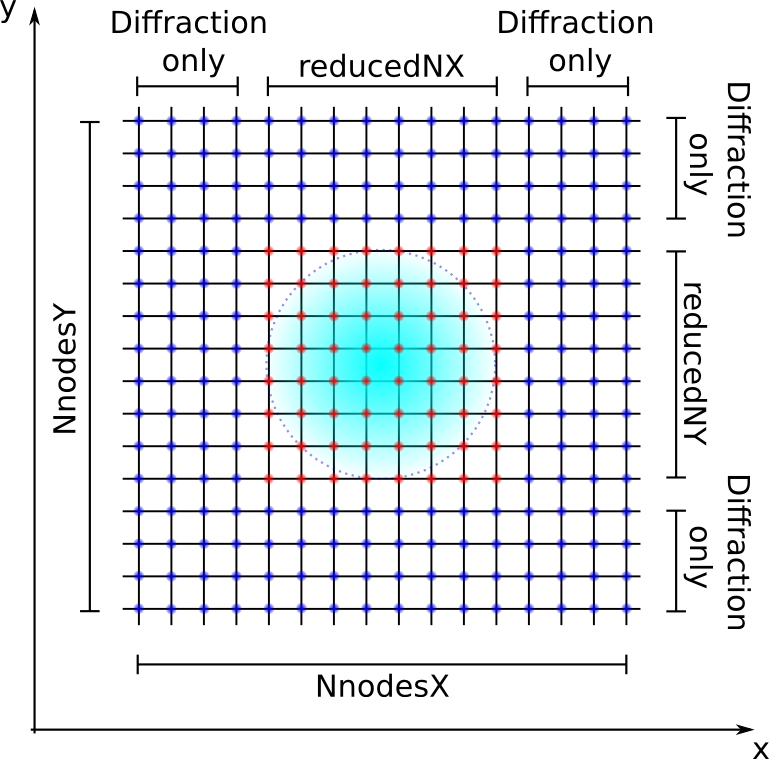 y
Diffraction
only
reducedNX
Diffraction
only
Diffraction
only
NnodesY
reducedNY
Diffraction
only
NnodesX
x